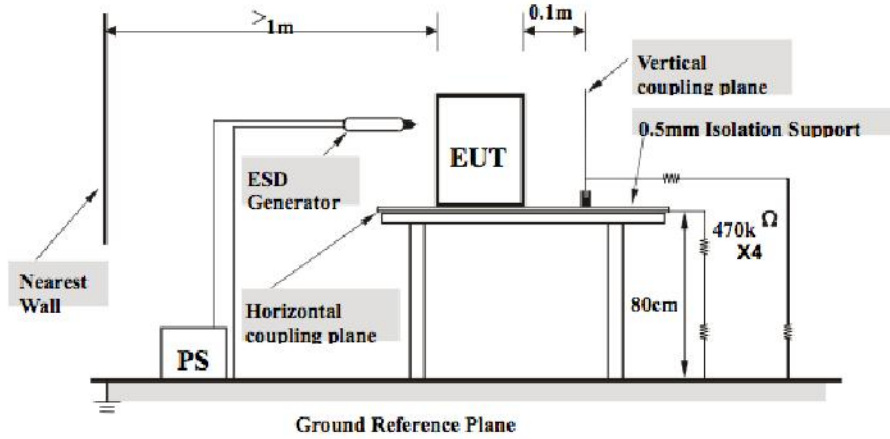 >
1m
0.1m
Vertical
coupling plane
0.5mm Isolation Support
EUT
ESD
Generator
470k Ω
X4
Nearest
Wall
Horizontal
coupling plane
80cm
PS
Ground Reference Plane